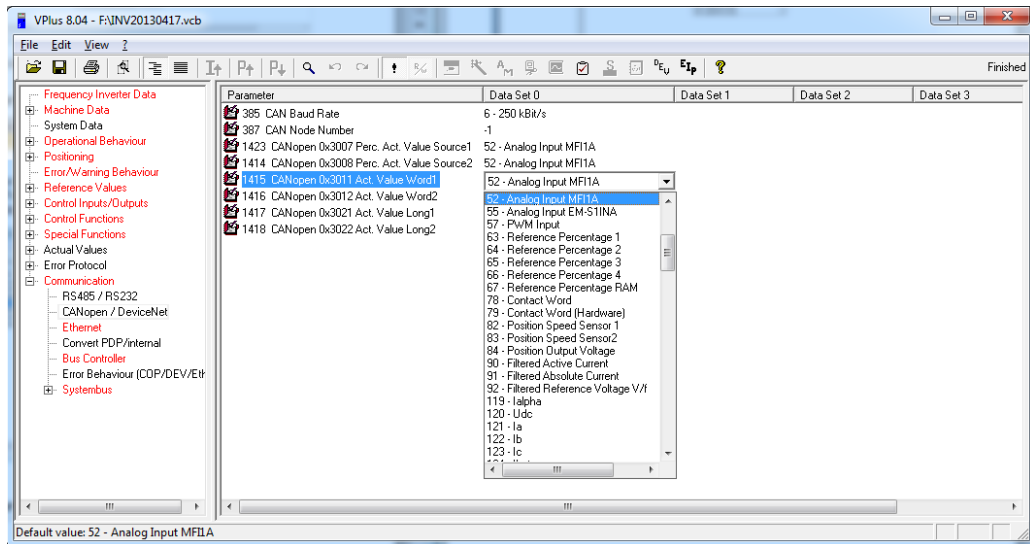 VPlus 8.04 - F:\INV20130417.vcb
File Edit View ?
Finished
Frequency Inverter Data
Machine Data
System Data
Operational Behaviour
Positioning
Error/Warning Behaviour
Reference Values
Control Inputs/Outputs
Control Functions
Special Functions
Actual Values
Error Protocol
Communication
RS485 / RS232
CANopen / DeviceNet
Ethernet
Convert PDP/internal
Bus Controller
Error Behaviour (COP/DEV/Eth
Systembus
Parameter Data Set 0 Data Set 1 Data Set 2 Data Set 3
385 CAN Baud Rate 6 - 250 kBit/s
387 CAN Node Number -1
1423 CANopen 0x3007 Perc. Act. Value Source1 52 - Analog Input MFI1A
1414 CANopen 0x3008 Perc. Act. Value Source2 52 - Analog Input MFI1A
1415 CANopen 0x3011 Act. Value Word1 52 - Analog Input MFI1A
1416 CANopen 0x3012 Act. Value Word2
1417 CANopen 0x3021 Act. Value Long1
1418 CANopen 0x3022 Act. Value Long2
52 - Analog Input MFI1A
55 - Analog Input EM-S1INA
57 - PWM Input
63 - Reference Percentage 1
64 - Reference Percentage 2
65 - Reference Percentage 3
66 - Reference Percentage 4
67 - Reference Percentage RAM
78 - Contact Word
79 - Contact Word (Hardware)
82 - Position Speed Sensor 1
83 - Position Speed Sensor2
84 - Position Output Voltage
90 - Filtered Active Current
91 - Filtered Absolute Current
92 - Filtered Reference Voltage V/f
119 - Ialpha
120 - Udc
121 - Ia
122 - Ib
123 - Ic
Default value: 52 - Analog Input MFI1A